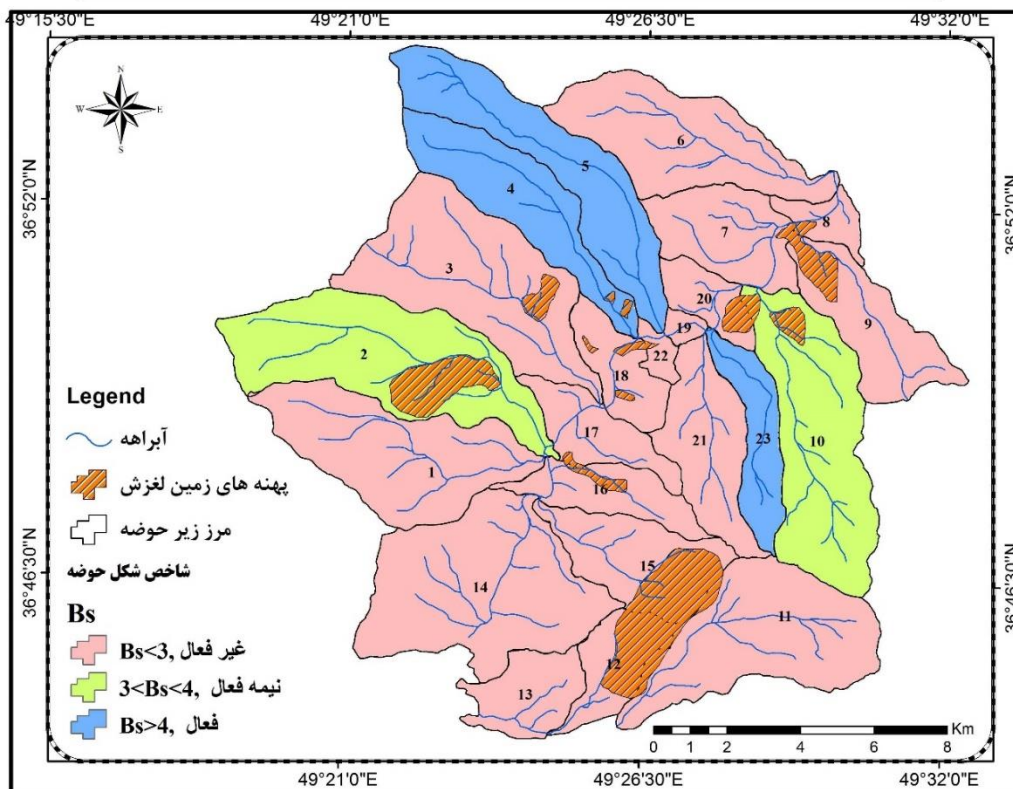 49°15'30"E 49°21'0"E 49°26'30"E 49°32'0"E
N
W E
S
36°52'0"N 36°52'0"N
6
5
4
8
7
3
20
9
19
2
22
18
Legend
آبراهه
17
21
23
10
1
پهنه های زمین لغزش
16
مرز زیر حوضه
36°46'30"N 36°46'30"N
شاخص شکل حوضه
15
14
11
Bs
Bs<3, غیر فعال
12
13
3<Bs<4, نیمه فعال
Bs>4, فعال
Km
0 1 2 4 6 8
49°21'0"E 49°26'30"E 49°32'0"E